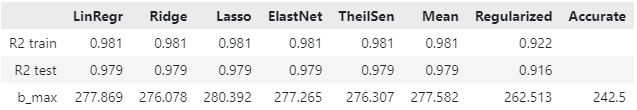 LinRegr Ridge Lasso ElastNet TheilSen Mean Regularized Accurate
R2 train 0.981 0.981 0.981 0.981 0.981 0.981 0.922
R2 test 0.979 0.979 0.979 0.979 0.979 0.979 0.916
b_max 277.869 276.078 280.392 277.265 276.307 277.582 262.513 242.5